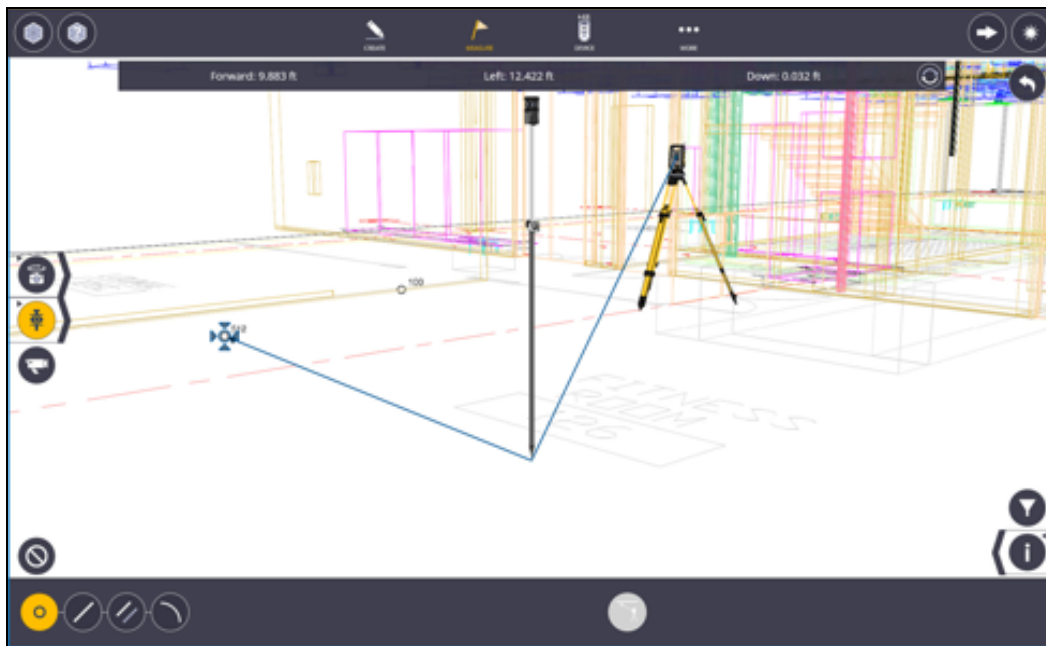 CREATE
MEASURE
DEVICE
MORE
Forward: 9.883 ft
Left: 12.422 ft
Down: 0.032 ft
100
FITNESS
ROOM